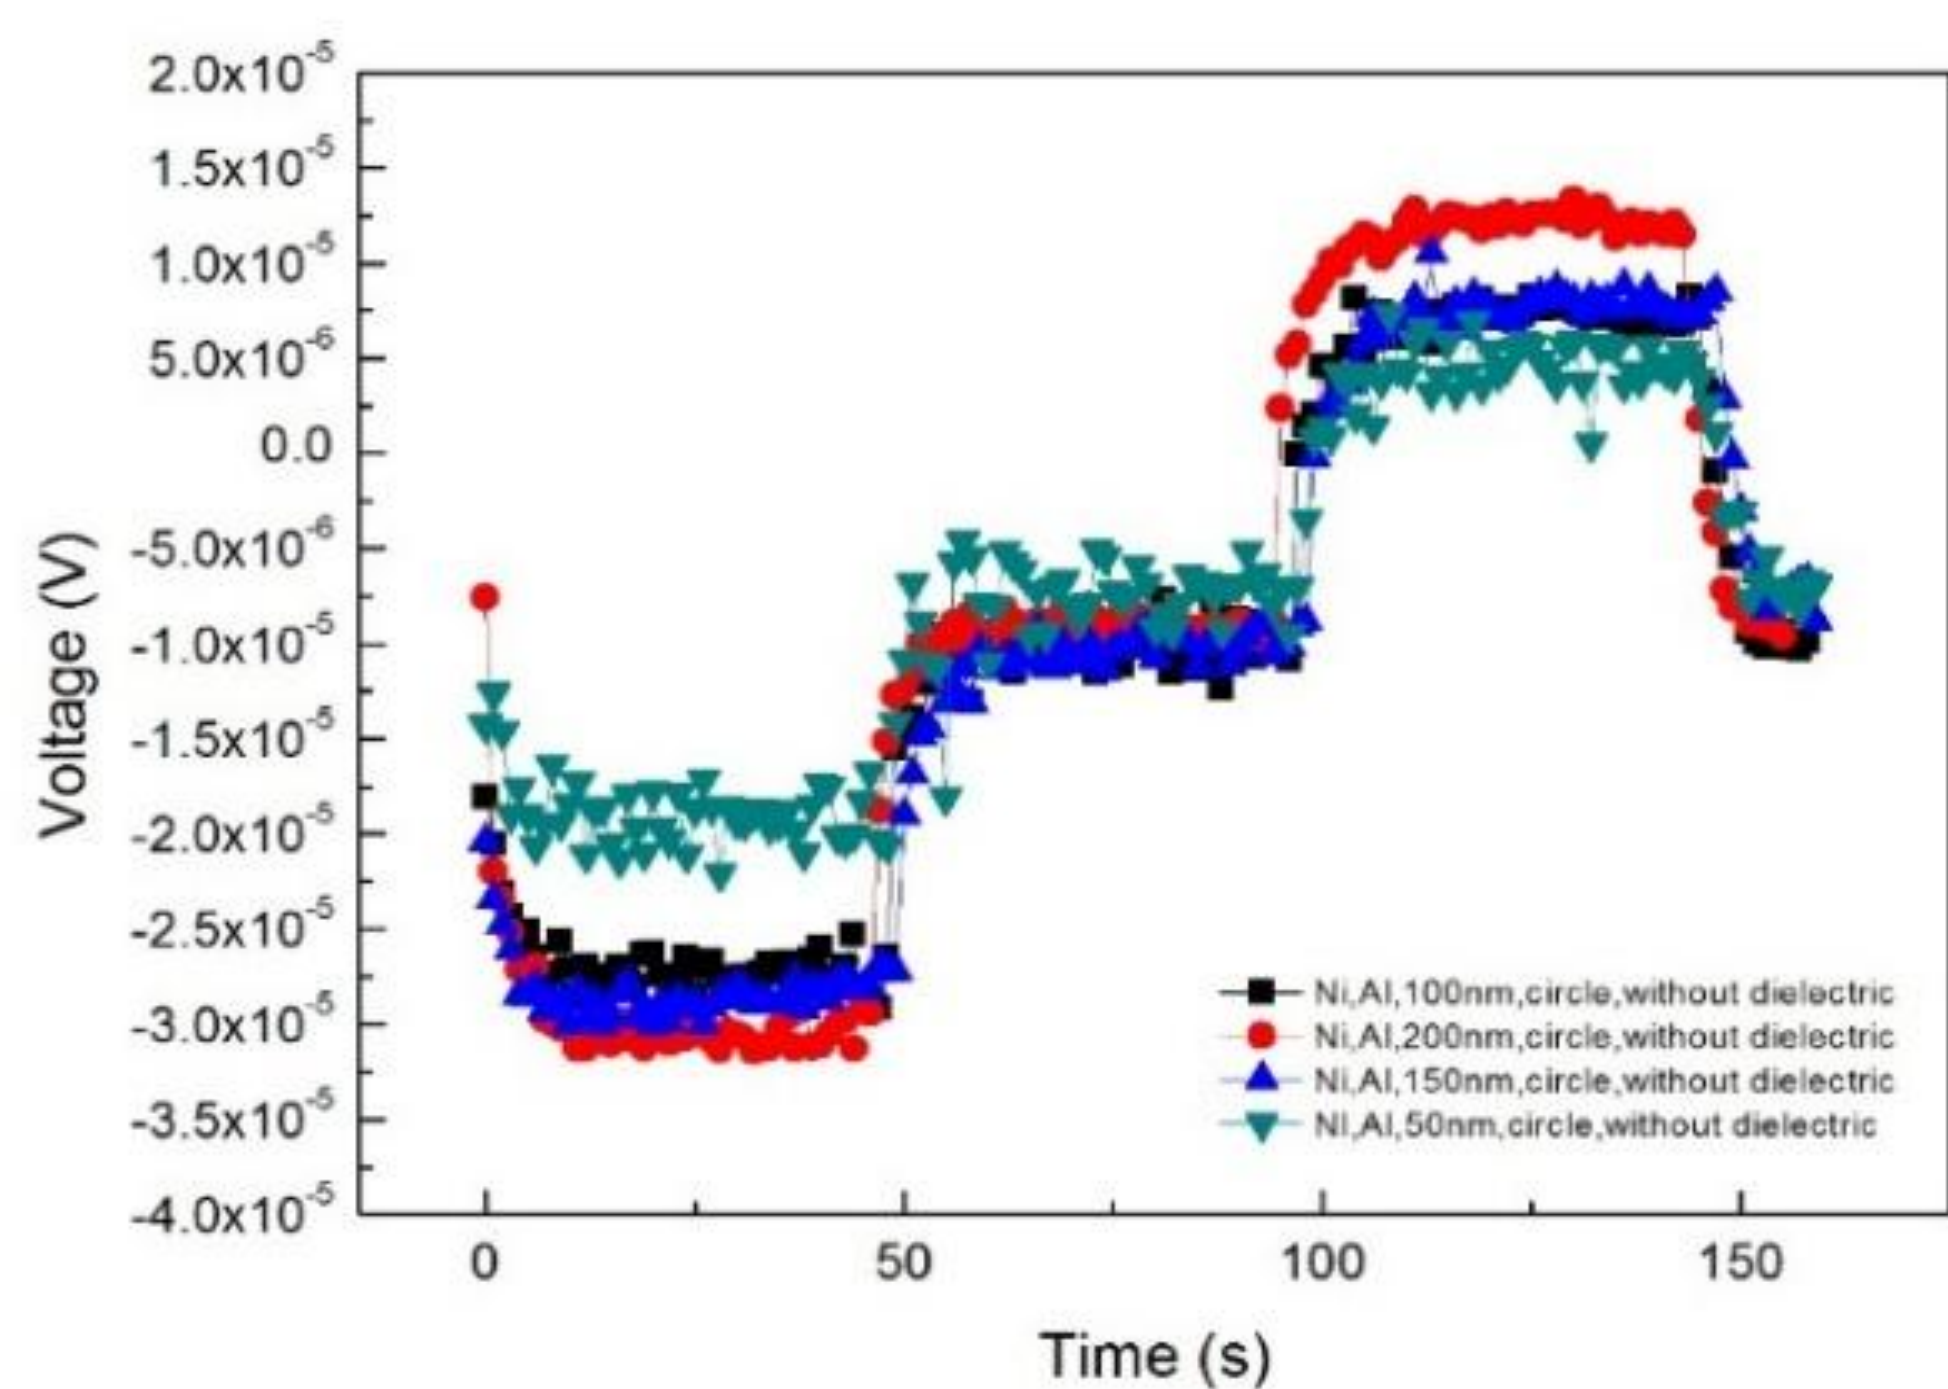 2.0x10⁻⁵
1.5x10⁻⁵
1.0x10⁻⁵
5.0x10⁻⁶
0.0
-5.0x10⁻⁶
-1.0x10⁻⁵
-1.5x10⁻⁵
-2.0x10⁻⁵
-2.5x10⁻⁵
-3.0x10⁻⁵
-3.5x10⁻⁵
-4.0x10⁻⁵
Voltage (V)
Ni,Al,100nm,circle,without dielectric
Ni,Al,200nm,circle,without dielectric
Ni,Al,150nm,circle,without dielectric
NI,Al,50nm,circle,without dielectric
0 50 100 150
Time (s)